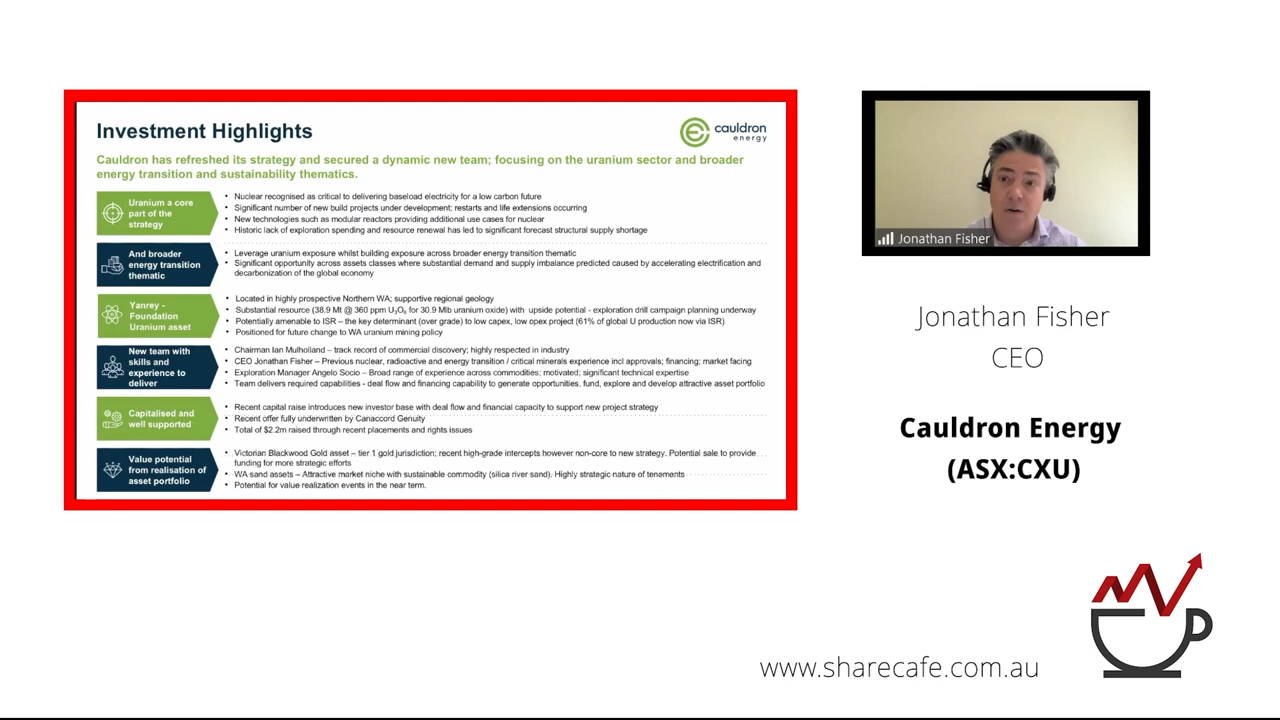 Investment Highlights
cauldron
energy
Cauldron has refreshed its strategy and secured a dynamic new team; focusing on the uranium sector and broader
energy transition and sustainability thematics.
Uranium a core
part of the
strategy
• Nuclear recognised as critical to delivering baseload electricity for a low carbon future
• Significant number of new build projects under development; restarts and life extensions occurring
• New technologies such as modular reactors providing additional use cases for nuclear
• Historic lack of exploration spending and resource renewal has led to significant forecast structural supply shortage
And broader
energy transition
thematic
• Leverage uranium exposure whilst building exposure across broader energy transition thematic
• Significant opportunity across assets classes where substantial demand and supply imbalance predicted caused by accelerating electrification and
decarbonization of the global economy
Yanrey -
Foundation
Uranium asset
• Located in highly prospective Northern WA; supportive regional geology
• Substantial resource (38.9 Mt @ 360 ppm U₃O₈ for 30.9 Mlb uranium oxide) with upside potential - exploration drill campaign planning underway
• Potentially amenable to ISR – the key determinant (over grade) to low capex, low opex project (61% of global U production now via ISR)
• Positioned for future change to WA uranium mining policy
New team with
skills and
experience to
deliver
• Chairman Ian Mulholland – track record of commercial discovery; highly respected in industry
• CEO Jonathan Fisher – Previous nuclear, radioactive and energy transition / critical minerals experience incl approvals; financing; market facing
• Exploration Manager Angelo Socio – Broad range of experience across commodities; motivated; significant technical expertise
• Team delivers required capabilities - deal flow and financing capability to generate opportunities, fund, explore and develop attractive asset portfolio
Capitalised and
well supported
• Recent capital raise introduces new investor base with deal flow and financial capacity to support new project strategy
• Recent offer fully underwritten by Canaccord Genuity
• Total of $2.2m raised through recent placements and rights issues
Value potential
from realisation of
asset portfolio
• Victorian Blackwood Gold asset – tier 1 gold jurisdiction; recent high-grade intercepts however non-core to new strategy. Potential sale to provide
funding for more strategic efforts
• WA sand assets – Attractive market niche with sustainable commodity (silica river sand). Highly strategic nature of tenements
• Potential for value realization events in the near term.
Jonathan Fisher
Jonathan Fisher
CEO
Cauldron Energy
(ASX:CXU)
www.sharecafe.com.au